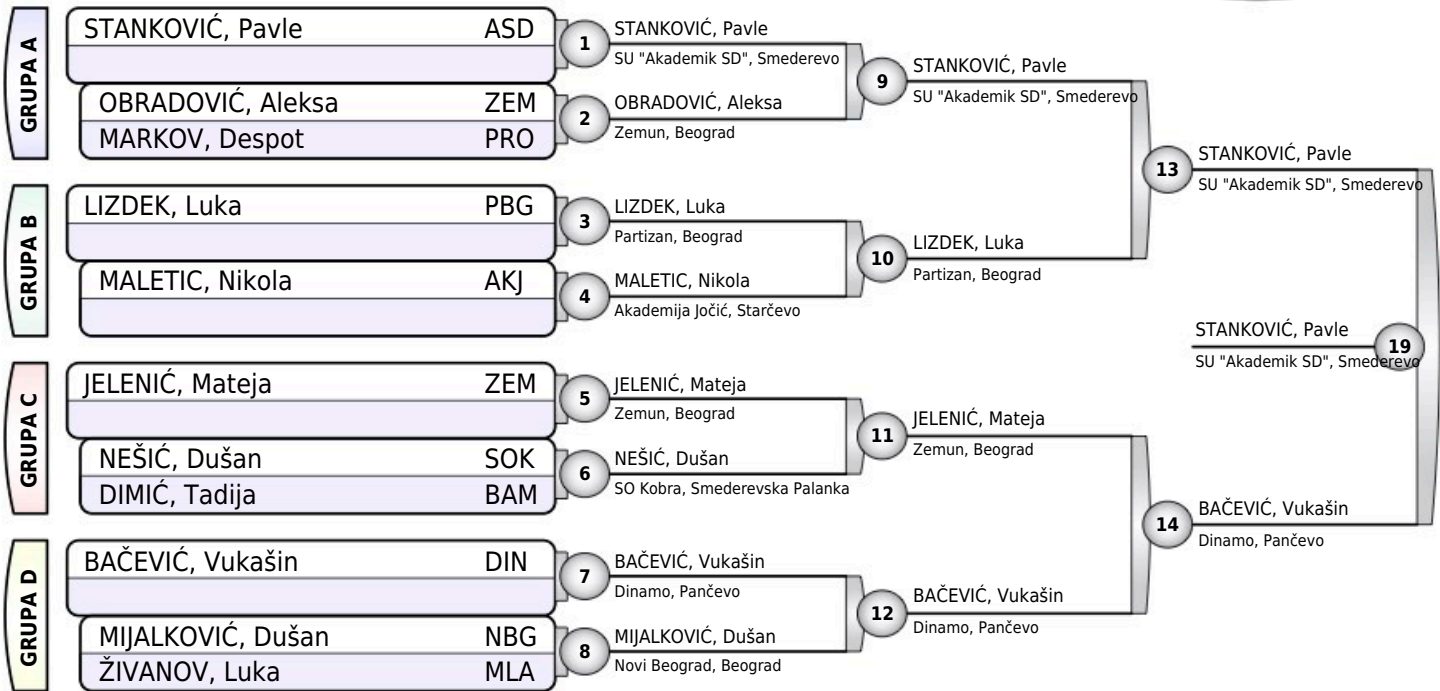 GRUPA A
STANKOVIĆ, Pavle ASD
OBRADOVIĆ, Aleksa ZEM
MARKOV, Despot PRO
1
STANKOVIĆ, Pavle
SU "Akademik SD", Smederevo
2
OBRADOVIĆ, Aleksa
Zemun, Beograd
9
STANKOVIĆ, Pavle
SU "Akademik SD", Smederevo
GRUPA B
LIZDEK, Luka PBG
MALETIC, Nikola AKJ
3
LIZDEK, Luka
Partizan, Beograd
4
MALETIC, Nikola
Akademija Jočić, Starčevo
10
LIZDEK, Luka
Partizan, Beograd
13
STANKOVIĆ, Pavle
SU "Akademik SD", Smederevo
GRUPA C
JELENIĆ, Mateja ZEM
NEŠIĆ, Dušan SOK
DIMIĆ, Tadija BAM
5
JELENIĆ, Mateja
Zemun, Beograd
6
NEŠIĆ, Dušan
SO Kobra, Smederevska Palanka
11
JELENIĆ, Mateja
Zemun, Beograd
GRUPA D
BAČEVIĆ, Vukašin DIN
MIJALKOVIĆ, Dušan NBG
ŽIVANOV, Luka MLA
7
BAČEVIĆ, Vukašin
Dinamo, Pančevo
8
MIJALKOVIĆ, Dušan
Novi Beograd, Beograd
12
BAČEVIĆ, Vukašin
Dinamo, Pančevo
14
BAČEVIĆ, Vukašin
Dinamo, Pančevo
STANKOVIĆ, Pavle
SU "Akademik SD", Smederevo
19